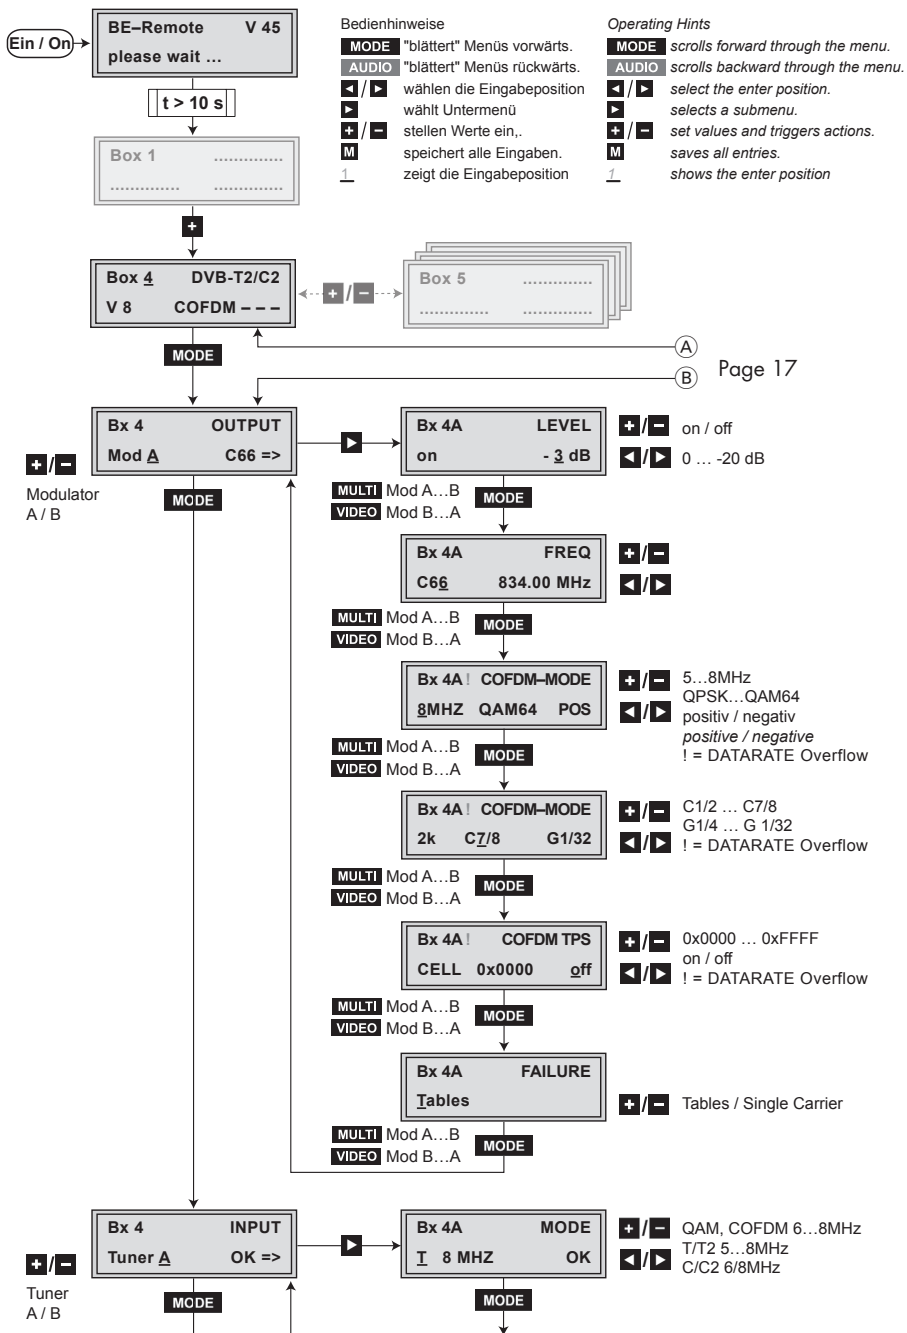 Ein / On
BE–Remote V 45
please wait ...
t > 10 s
Box 1 ..............
.............. ..............
+
Box 4 DVB-T2/C2
V 8 COFDM – – –
+ / –
Box 5 ..............
.............. ..............
Bedienhinweise
MODE "blättert" Menüs vorwärts.
AUDIO "blättert" Menüs rückwärts.
◄ / ► wählen die Eingabeposition
► wählt Untermenü
+ / – stellen Werte ein,.
M speichert alle Eingaben.
1 zeigt die Eingabeposition
Operating Hints
MODE scrolls forward through the menu.
AUDIO scrolls backward through the menu.
◄ / ► select the enter position.
► selects a submenu.
+ / – set values and triggers actions.
M saves all entries.
1 shows the enter position
MODE
A
B
Page 17
Bx 4 OUTPUT
Mod A C66 =>
+/–
Modulator
A / B
MODE
►
Bx 4A LEVEL
on - 3 dB
+/– on / off
◄/► 0 … -20 dB
MULTI Mod A…B
VIDEO Mod B…A
MODE
Bx 4A FREQ
C66 834.00 MHz
+/–
◄/►
MULTI Mod A…B
VIDEO Mod B…A
MODE
Bx 4A ! COFDM–MODE
8MHZ QAM64 POS
+/– 5…8MHz
QPSK…QAM64
◄/► positiv / negativ
positive / negative
! = DATARATE Overflow
MULTI Mod A…B
VIDEO Mod B…A
MODE
Bx 4A ! COFDM–MODE
2k C7/8 G1/32
+/– C1/2 … C7/8
G1/4 … G 1/32
◄/► ! = DATARATE Overflow
MULTI Mod A…B
VIDEO Mod B…A
MODE
Bx 4A ! COFDM TPS
CELL 0x0000 off
+/– 0x0000 … 0xFFFF
on / off
◄/► ! = DATARATE Overflow
MULTI Mod A…B
VIDEO Mod B…A
MODE
Bx 4A FAILURE
Tables
+/– Tables / Single Carrier
MULTI Mod A…B
VIDEO Mod B…A
MODE
Bx 4 INPUT
Tuner A OK =>
+/–
Tuner
A / B
MODE
►
Bx 4A MODE
T 8 MHZ OK
+/– QAM, COFDM 6…8MHz
T/T2 5…8MHz
◄/► C/C2 6/8MHz
MODE